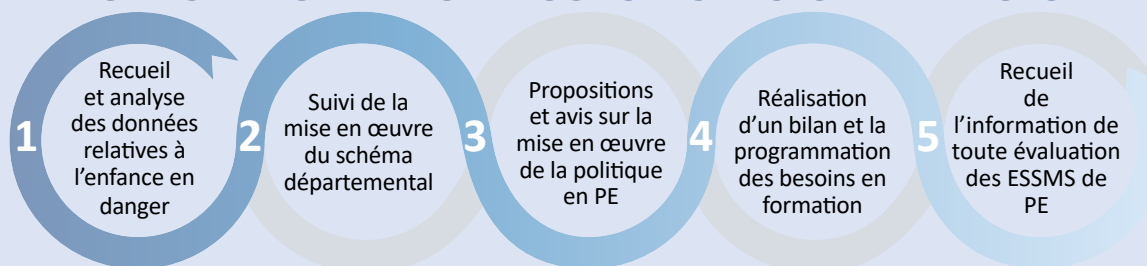 1
Recueil
et analyse
des données
relatives à
l'enfance en
danger
2
Suivi de la
mise en œuvre
du schéma
départemental
3
Propositions
et avis sur la
mise en œuvre
de la politique
en PE
4
Réalisation
d'un bilan et la
programmation
des besoins en
formation
5
Recueil
de
l'information de
toute évaluation
des ESSMS de
PE